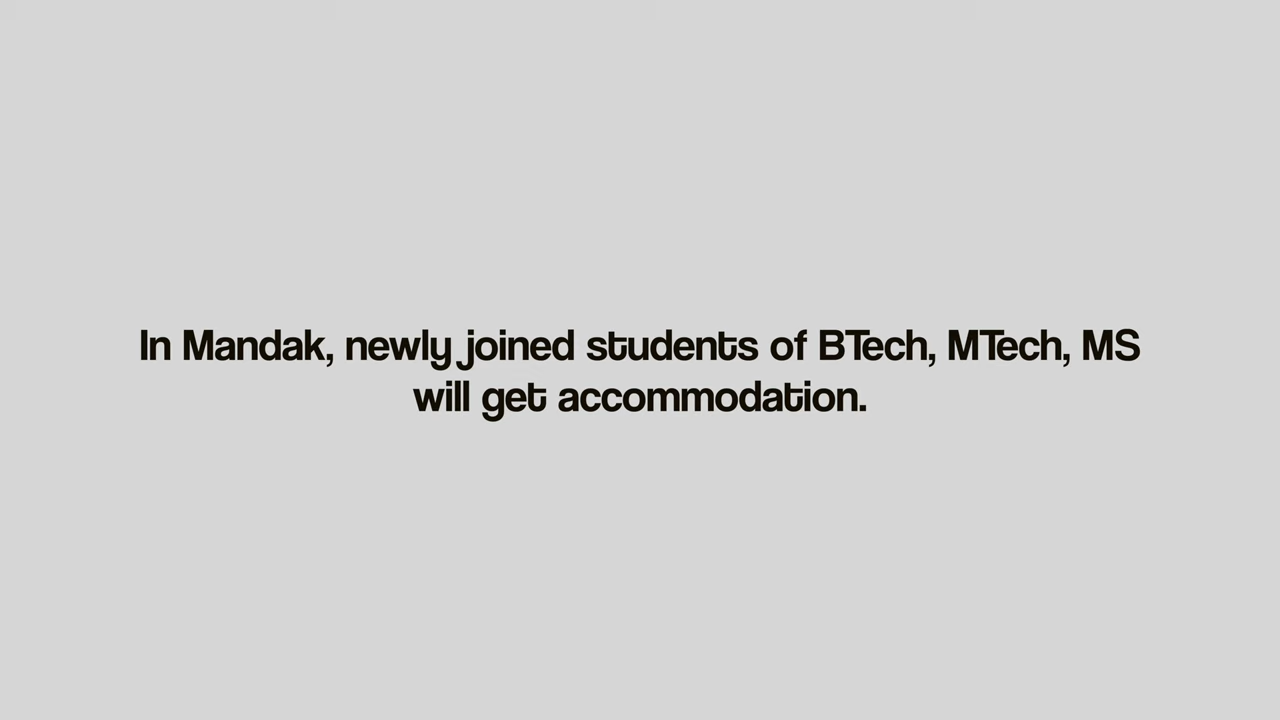 In Mandak, newly joined students of BTech, MTech, MS
will get accommodation.